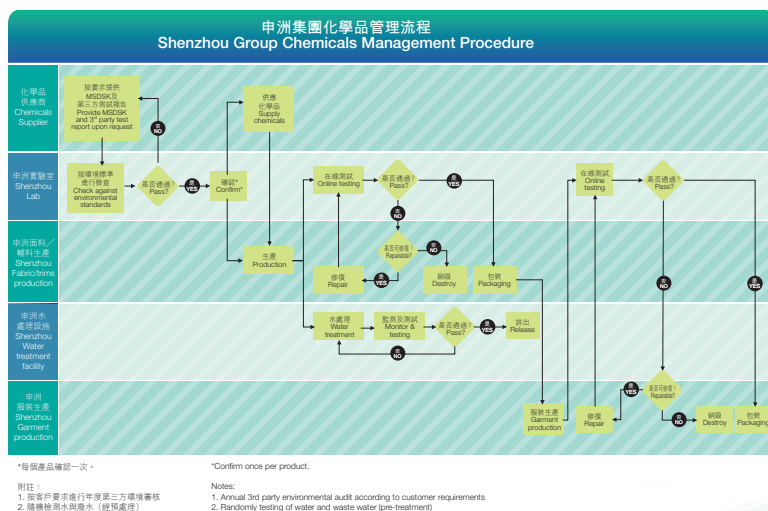 申洲集團化學品管理流程
Shenzhou Group Chemicals Management Procedure
化學品
供應商
Chemicals
Supplier
按要求提供
MSDSK及
第三方測試報告
Provide MSDSK
and 3rd party test
report upon request
否
NO
供應
化學品
Supply
chemicals
申洲實驗室
Shenzhou
Lab
按環境標準
進行檢查
Check against
environmental
standards
是否通過?
Pass?
是
YES
確認*
Confirm*
在線測試
Online testing
是否通過?
Pass?
是
YES
否
NO
在線測試
Online
testing
是否通過?
Pass?
是
YES
申洲面料／
輔料生產
Shenzhou
Fabric/trims
production
生產
Production
修復
Repair
是
YES
是否可修復?
Repairable?
否
NO
銷毀
Destroy
包裝
Packaging
否
NO
申洲水
處理設施
Shenzhou
Water
treatment
facility
水處理
Water
treatment
監測及測試
Monitor &
testing
是否通過?
Pass?
是
YES
排出
Release
否
NO
申洲
服裝生產
Shenzhou
Garment
production
服裝生產
Garment
production
修復
Repair
是
YES
是否可修復?
Repairable?
否
NO
銷毀
Destroy
包裝
Packaging
*每個產品確認一次。
*Confirm once per product.
附註：
1. 按客戶要求進行年度第三方環境審核
2. 隨機檢測水與廢水（經預處理）
Notes:
1. Annual 3rd party environmental audit according to customer requirements
2. Randomly testing of water and waste water (pre-treatment)